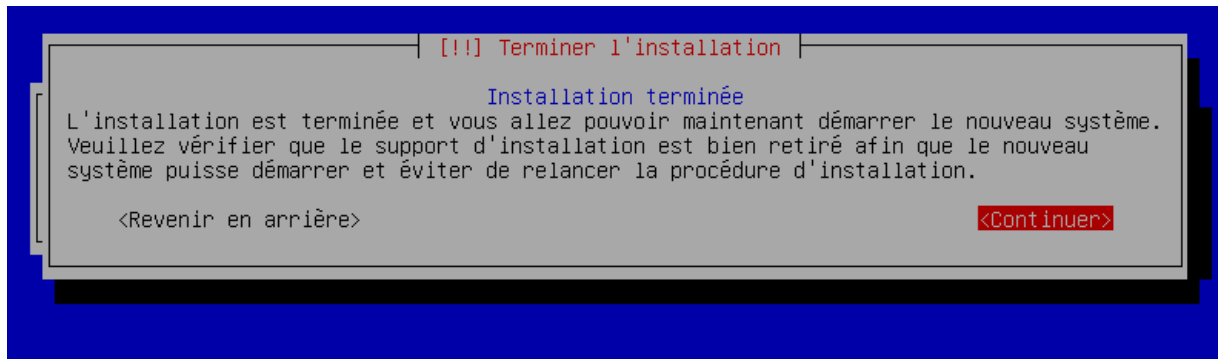 [!!] Terminer l'installation
Installation terminée
L'installation est terminée et vous allez pouvoir maintenant démarrer le nouveau système.
Veuillez vérifier que le support d'installation est bien retiré afin que le nouveau
système puisse démarrer et éviter de relancer la procédure d'installation.
<Revenir en arrière> <Continuer>